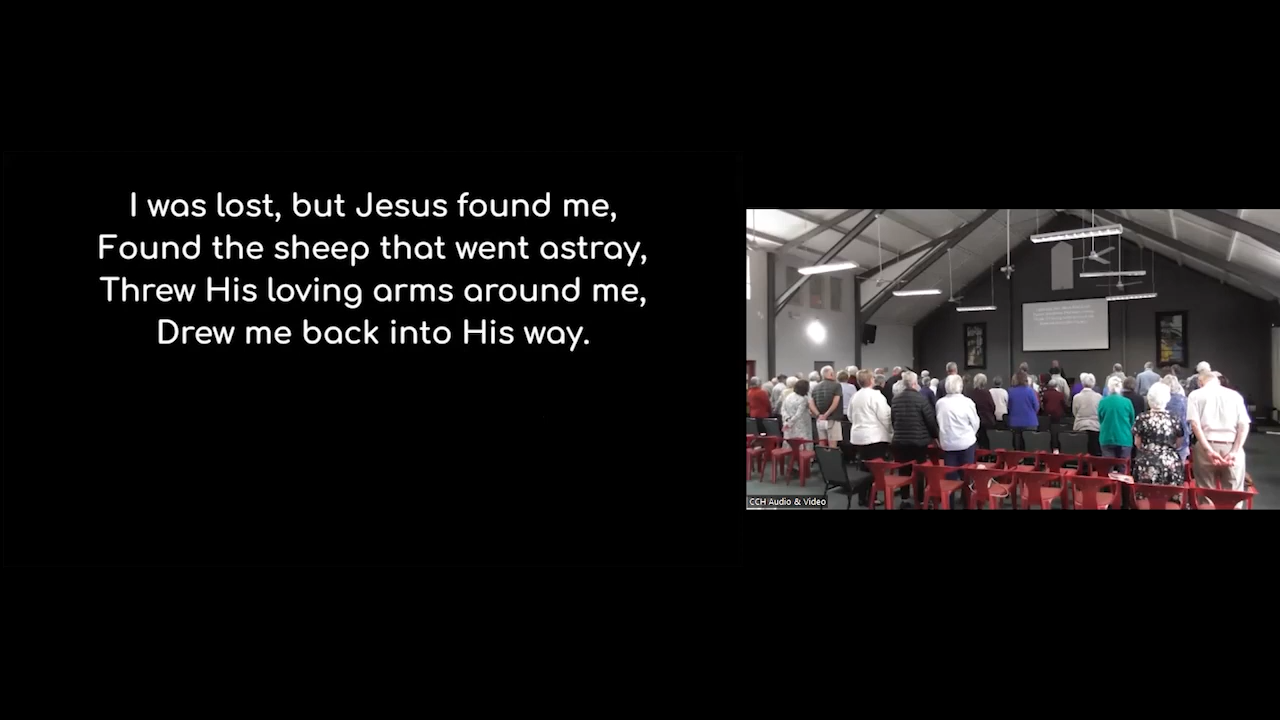 I was lost, but Jesus found me,
Found the sheep that went astray,
Threw His loving arms around me,
Drew me back into His way.
CCH Audio & Video